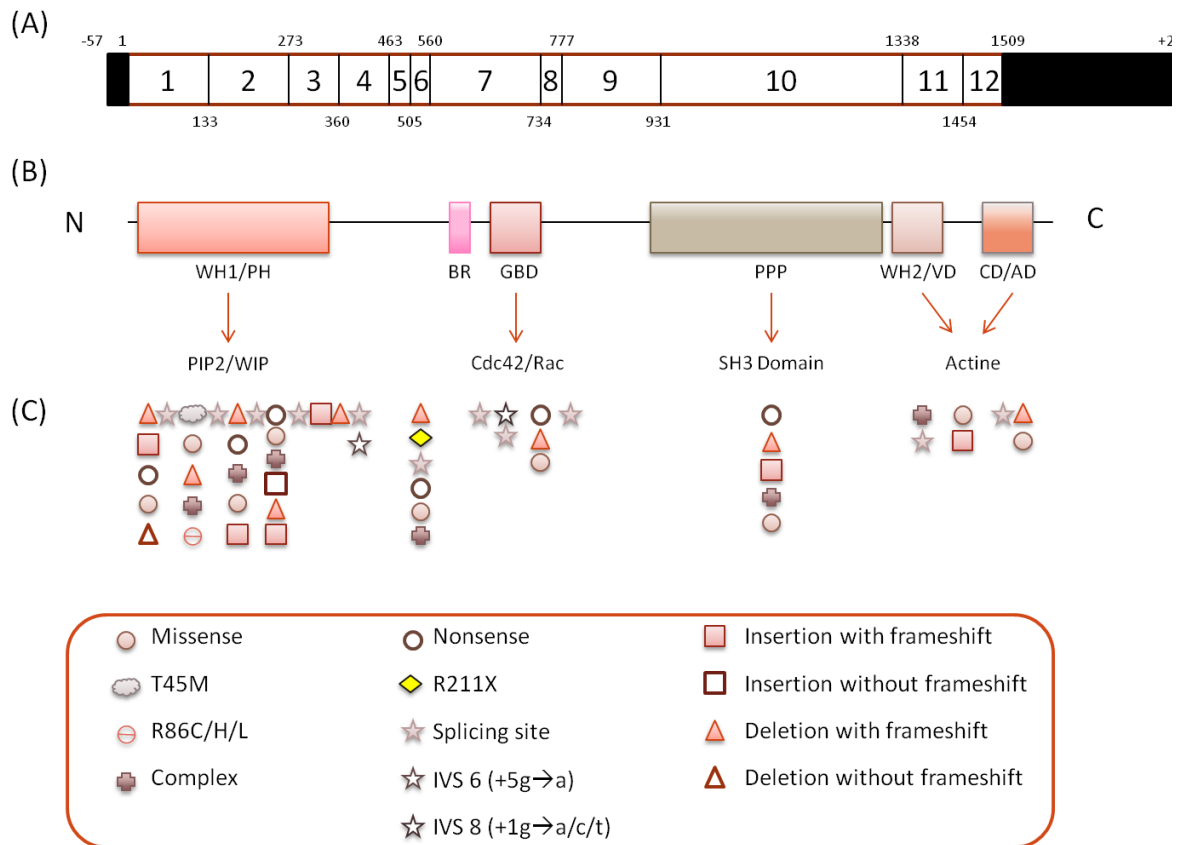 (A)
-57 1 273 463 560 777 1338 1509 +2
1 2 3 4 5 6 7 8 9 10 11 12
133 360 505 734 931 1454
(B)
N C
WH1/PH BR GBD PPP WH2/VD CD/AD
PIP2/WIP Cdc42/Rac SH3 Domain Actine
(C)
Missense Nonsense Insertion with frameshift
T45M R211X Insertion without frameshift
R86C/H/L Splicing site Deletion with frameshift
Complex IVS 6 (+5g→a) Deletion without frameshift
IVS 8 (+1g→a/c/t)